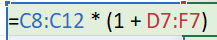 =C8:C12 * (1 + D7:F7)